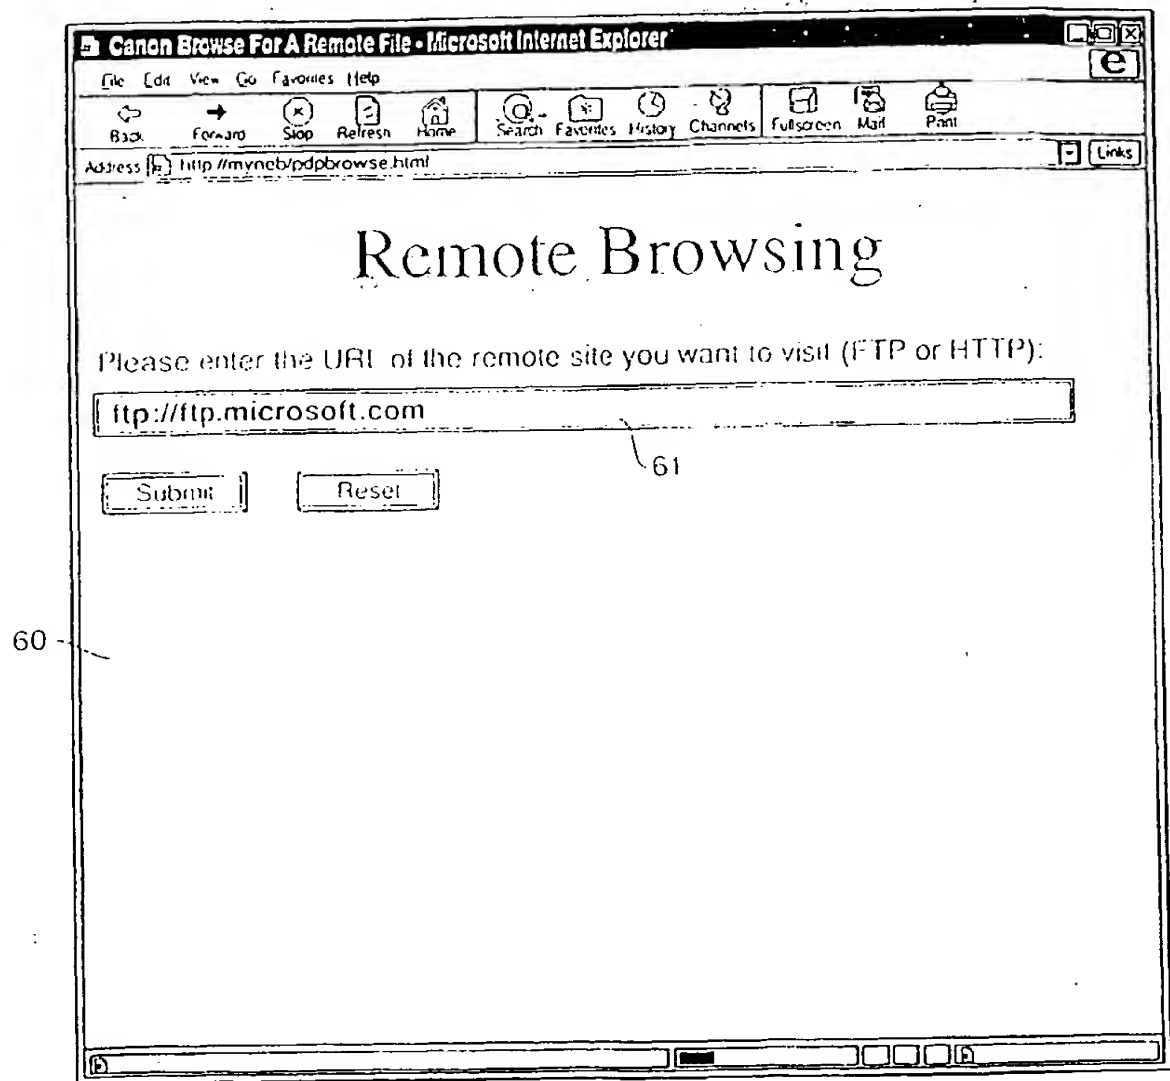 Canon Browse For A Remote File - Microsoft Internet Explorer
File Edit View Go Favorites Help
Back Forward Stop Refresh Home Search Favorites History Channels Fullscreen Mail Print
Address http://myneb/pdpbrowse.html Links
Remote Browsing
Please enter the URL of the remote site you want to visit (FTP or HTTP):
ftp://ftp.microsoft.com
61
Submit Reset
60